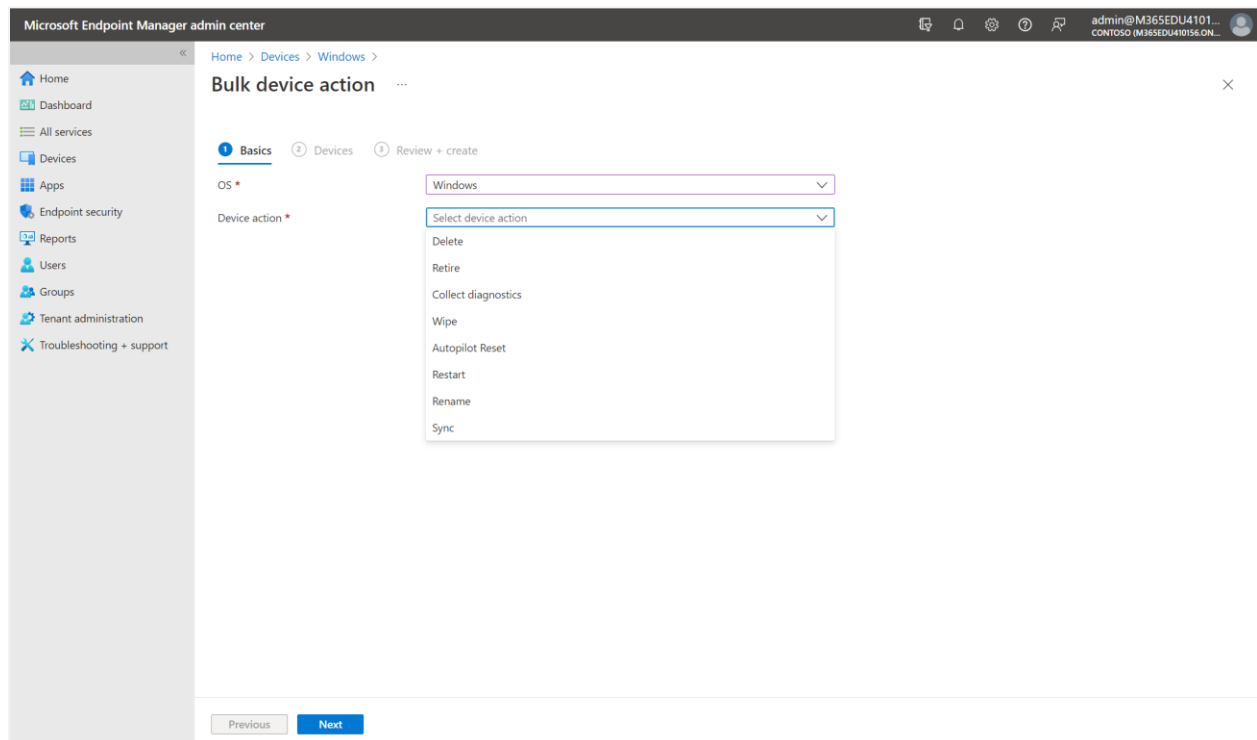 Microsoft Endpoint Manager admin center
admin@M365EDU4101...
CONTOSO (M365EDU410156.ON...
«
Home
Dashboard
All services
Devices
Apps
Endpoint security
Reports
Users
Groups
Tenant administration
Troubleshooting + support
Home > Devices > Windows >
Bulk device action ...
1 Basics 2 Devices 3 Review + create
OS * Windows
Device action * Select device action
Delete
Retire
Collect diagnostics
Wipe
Autopilot Reset
Restart
Rename
Sync
Previous Next